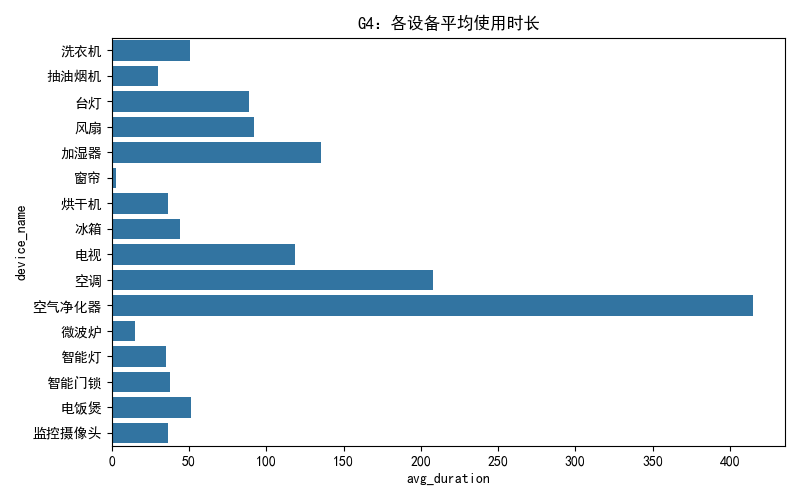 G4: 各设备平均使用时长
洗衣机
抽油烟机
台灯
风扇
加湿器
窗帘
烘干机
冰箱
电视
空调
空气净化器
微波炉
智能灯
智能门锁
电饭煲
监控摄像头
device_name
0 50 100 150 200 250 300 350 400
avg_duration